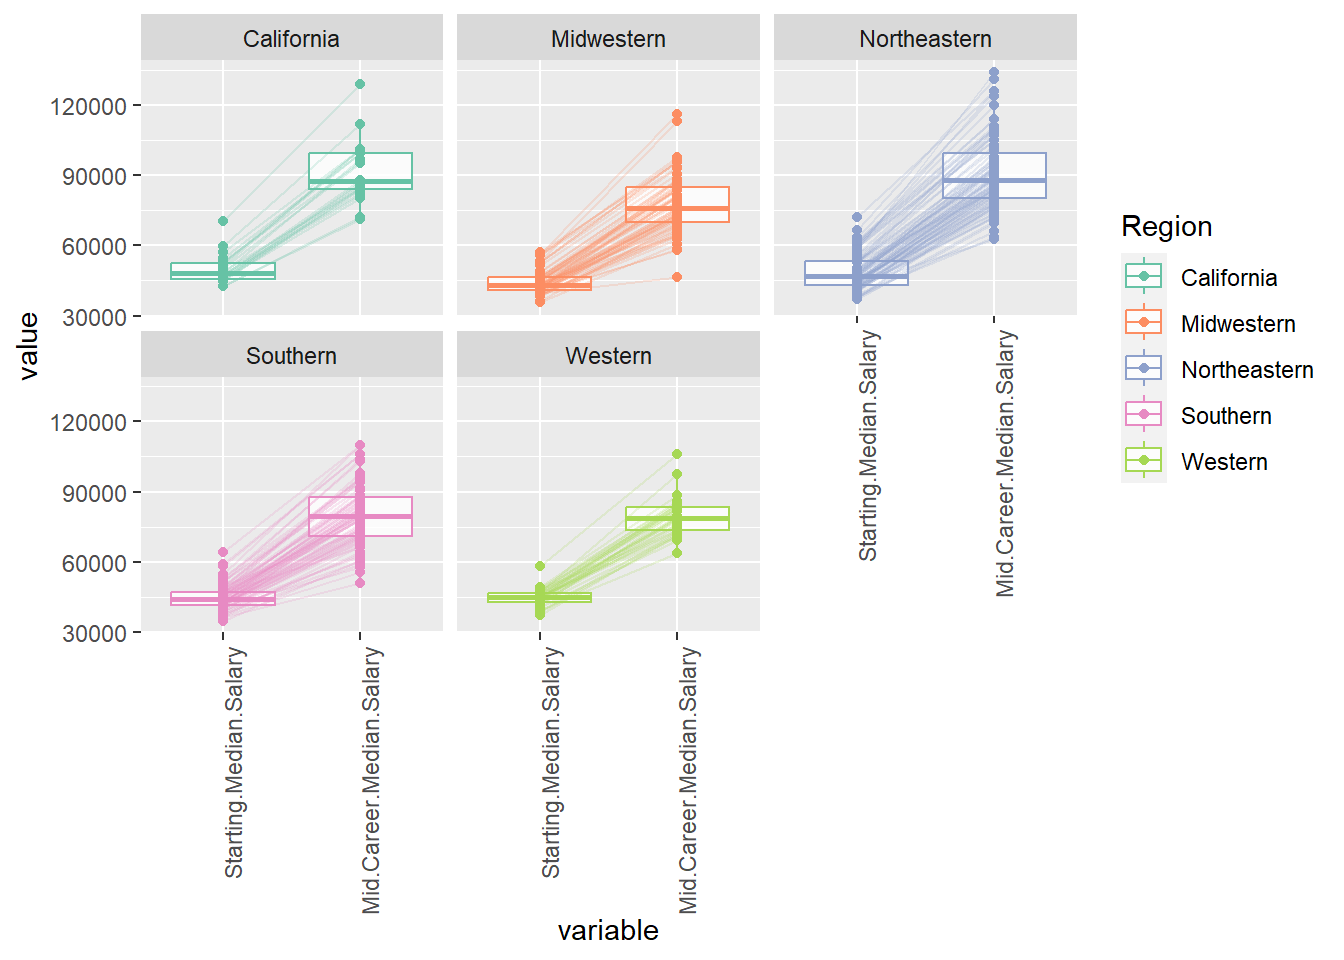 California
Midwestern
Northeastern
120000
90000
60000
30000
Starting.Median.Salary
Mid.Career.Median.Salary
Southern
Western
120000
90000
60000
30000
Starting.Median.Salary
Mid.Career.Median.Salary
Starting.Median.Salary
Mid.Career.Median.Salary
value
variable
Region
California
Midwestern
Northeastern
Southern
Western